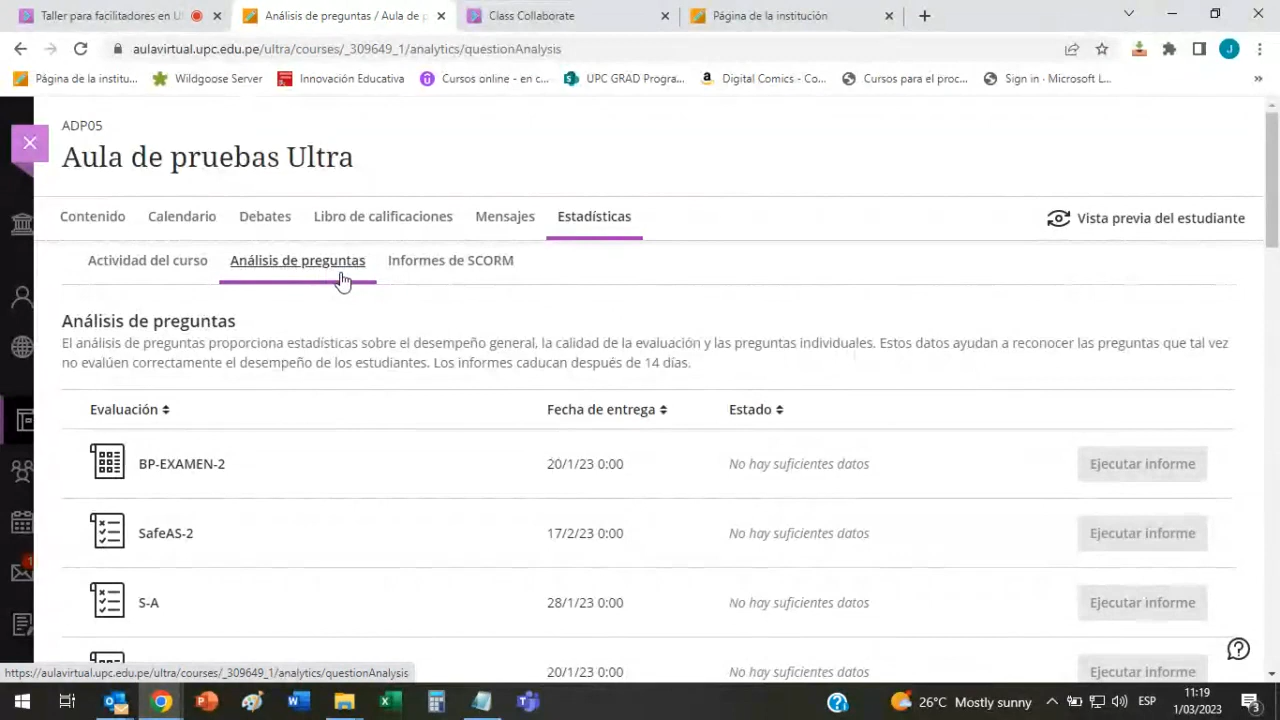 Taller para facilitadores en U
Análisis de preguntas / Aula de p
Class Collaborate
Página de la institución
aulavirtual.upc.edu.pe/ultra/courses/_309649_1/analytics/questionAnalysis
J
Página de la institu...
Wildgoose Server
Innovación Educativa
Cursos online - en c...
UPC GRAD Progra...
Digital Comics - Co...
Cursos para el proc...
Sign in - Microsoft L...
»
ADP05
Aula de pruebas Ultra
Contenido
Calendario
Debates
Libro de calificaciones
Mensajes
Estadísticas
Vista previa del estudiante
Actividad del curso
Análisis de preguntas
Informes de SCORM
Análisis de preguntas
El análisis de preguntas proporciona estadísticas sobre el desempeño general, la calidad de la evaluación y las preguntas individuales. Estos datos ayudan a reconocer las preguntas que tal vez
no evalúen correctamente el desempeño de los estudiantes. Los informes caducan después de 14 días.
Evaluación
Fecha de entrega
Estado
BP-EXAMEN-2
20/1/23 0:00
No hay suficientes datos
Ejecutar informe
SafeAS-2
17/2/23 0:00
No hay suficientes datos
Ejecutar informe
S-A
28/1/23 0:00
No hay suficientes datos
Ejecutar informe
20/1/23 0:00
No hay suficientes datos
Ejecutar informe
https://aulavirtual.upc.edu.pe/ultra/courses/_309649_1/analytics/questionAnalysis
26°C Mostly sunny
ESP
11:19
1/03/2023
3